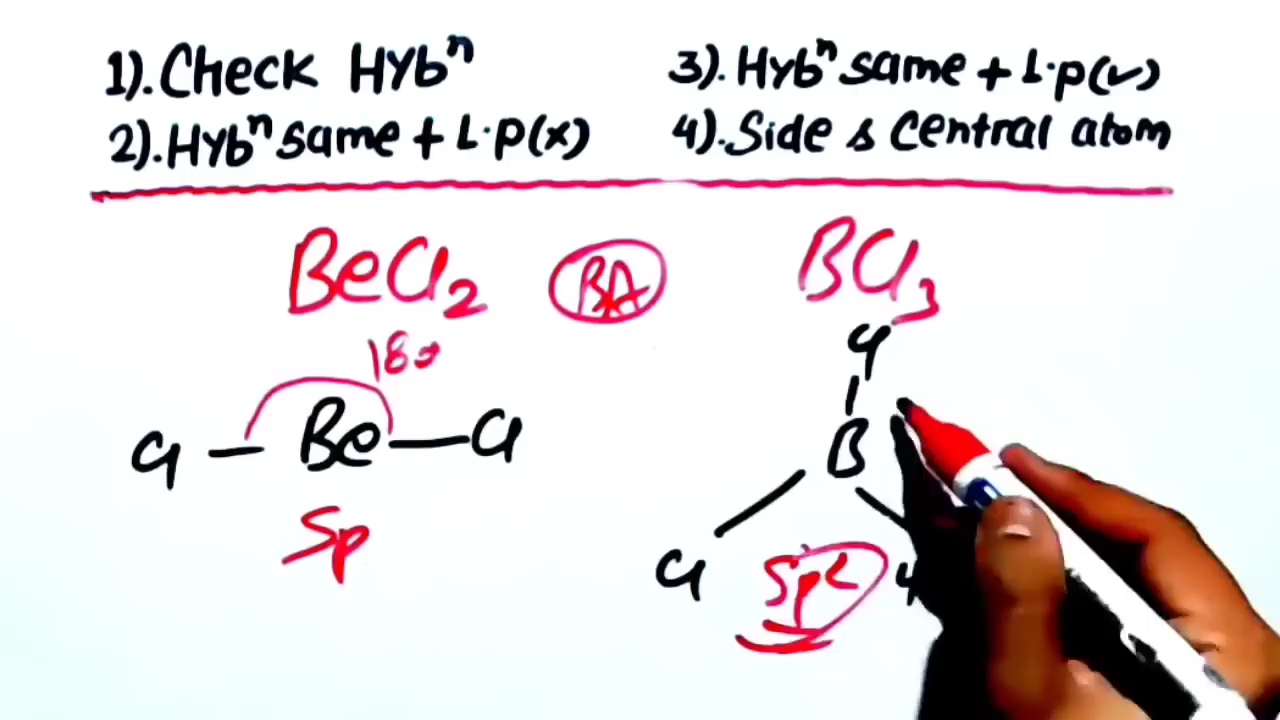 1). Check HYbⁿ
2). HYbⁿ same + L.P(x)
3). HYbⁿ same + L.P(✓)
4). Side & Central atom
BeCl2
BA
BCl3
180
Cl — Be — Cl
Sp
Cl
B
Cl
Sp2